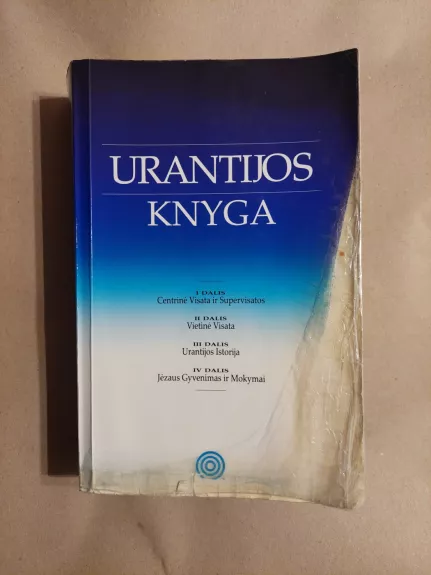 URANTIJOS
KNYGA
I DALIS
Centrinė Visata ir Supervisatos
II DALIS
Vietinė Visata
III DALIS
Urantijos Istorija
IV DALIS
Jėzaus Gyvenimas ir Mokymai